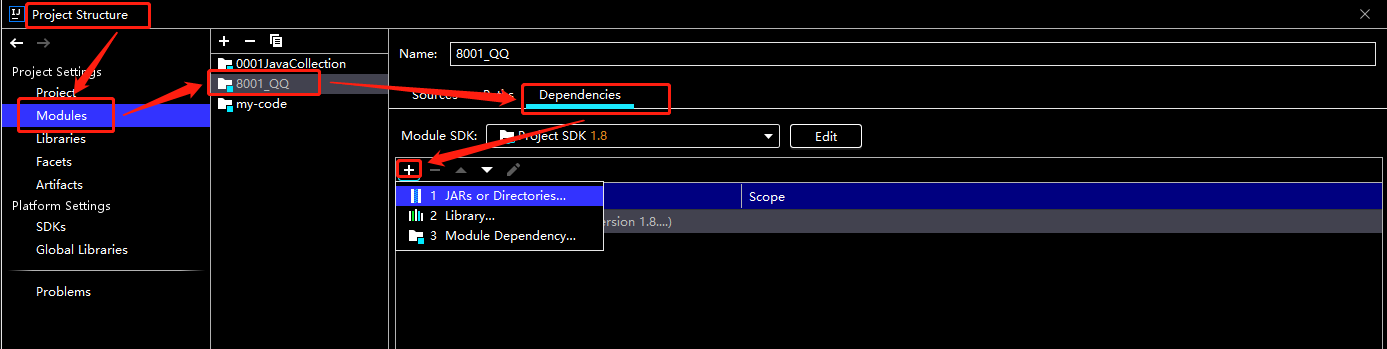 IJ Project Structure
Project Settings
Project
Modules
Libraries
Facets
Artifacts
Platform Settings
SDKs
Global Libraries
Problems
0001JavaCollection
8001_QQ
my-code
Name: 8001_QQ
Sources Paths Dependencies
Module SDK: Project SDK 1.8 Edit
1 JARs or Directories...
2 Library...
3 Module Dependency...
Scope
ersion 1.8....)